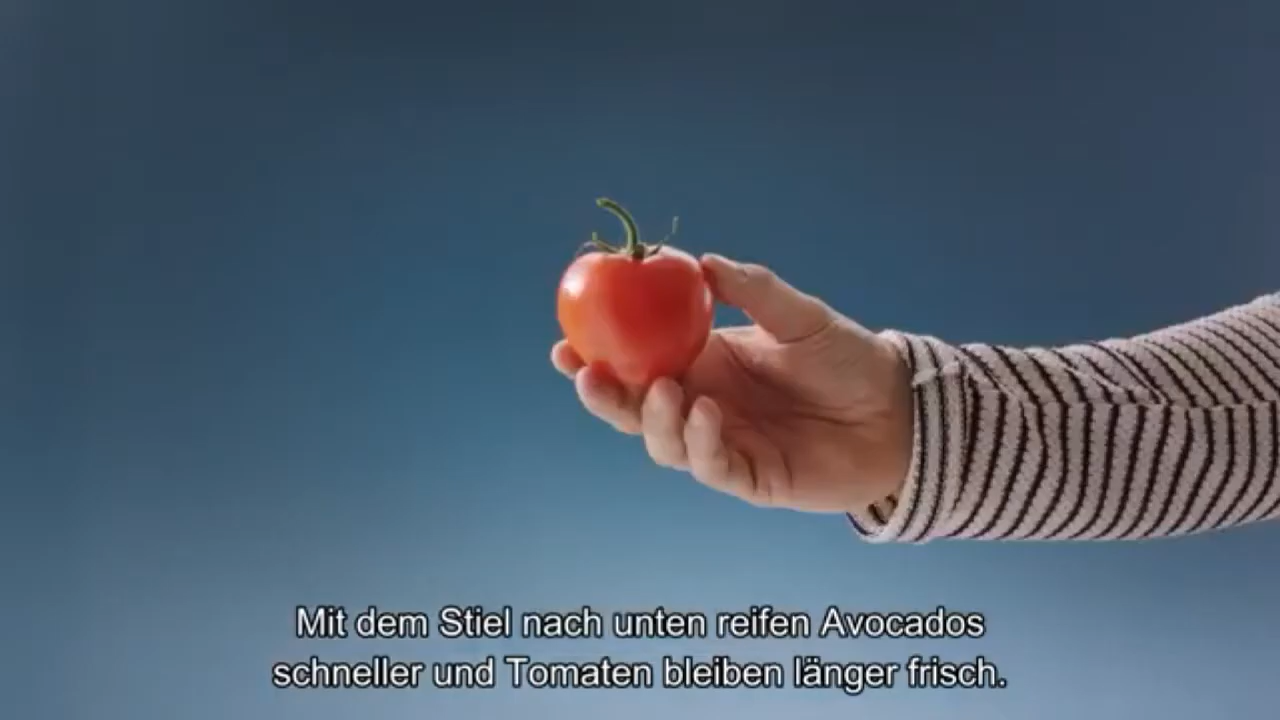 Mit dem Stiel nach unten reifen Avocados
schneller und Tomaten bleiben länger frisch.